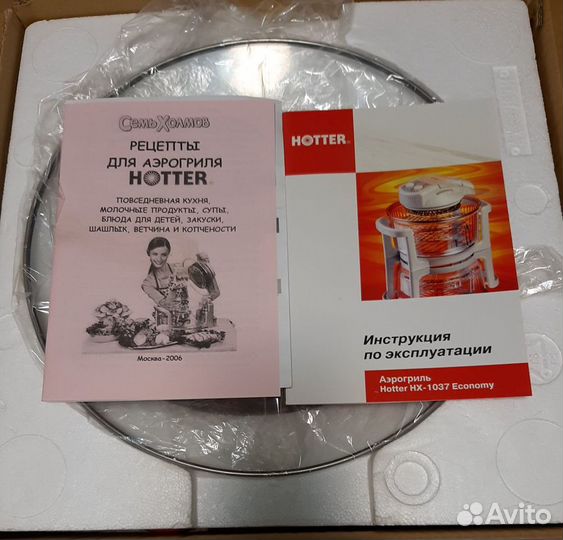 СемьХолмов
РЕЦЕПТЫ
ДЛЯ АЭРОГРИЛЯ
HOTTER®
ПОВСЕДНЕВНАЯ КУХНЯ,
МОЛОЧНЫЕ ПРОДУКТЫ, СУПЫ,
БЛЮДА ДЛЯ ДЕТЕЙ, ЗАКУСКИ,
ШАШЛЫК, ВЕТЧИНА И КОПЧЕНОСТИ
Москва-2006
HOTTER®
Инструкция
по эксплуатации
Аэрогриль
Hotter HX-1037 Economy
Avito